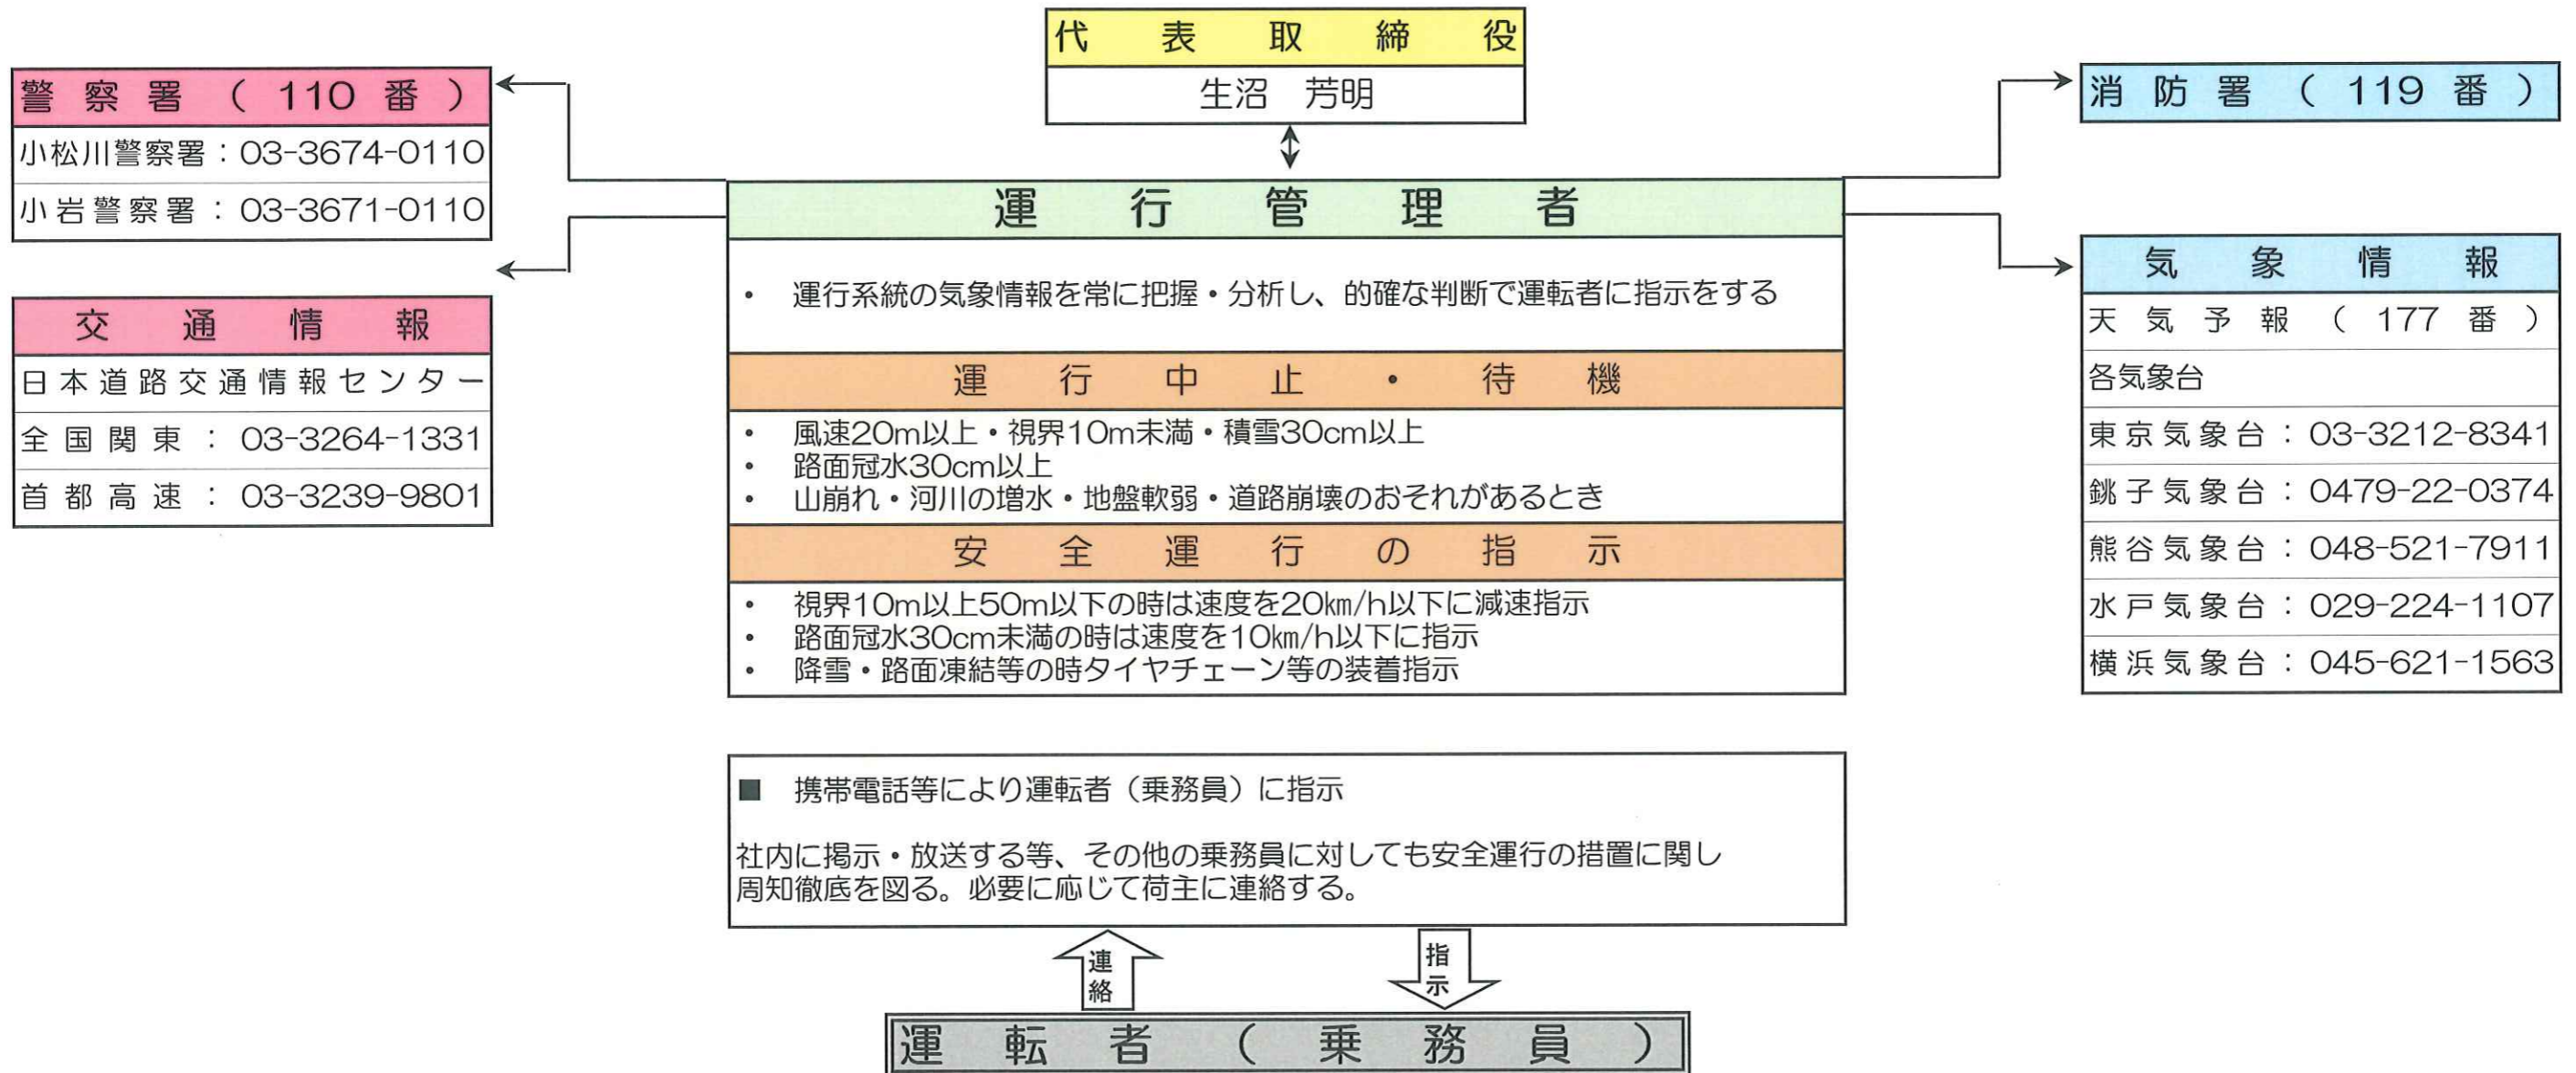 代表取締役
生沼　芳明
警察署（110番）
小松川警察署：03-3674-0110
小岩警察署：03-3671-0110
交通情報
日本道路交通情報センター
全国関東：03-3264-1331
首都高速：03-3239-9801
運行管理者
・　運行系統の気象情報を常に把握・分析し、的確な判断で運転者に指示をする
運行中止・待機
・　風速20m以上・視界10m未満・積雪30cm以上
・　路面冠水30cm以上
・　山崩れ・河川の増水・地盤軟弱・道路崩壊のおそれがあるとき
安全運行の指示
・　視界10m以上50m以下の時は速度を20㎞/h以下に減速指示
・　路面冠水30cm未満の時は速度を10㎞/h以下に指示
・　降雪・路面凍結等の時タイヤチェーン等の装着指示
消防署（119番）
気象情報
天気予報（177番）
各気象台
東京気象台：03-3212-8341
銚子気象台：0479-22-0374
熊谷気象台：048-521-7911
水戸気象台：029-224-1107
横浜気象台：045-621-1563
■　携帯電話等により運転者（乗務員）に指示
社内に掲示・放送する等、その他の乗務員に対しても安全運行の措置に関し
周知徹底を図る。必要に応じて荷主に連絡する。
連絡
指示
運転者（乗務員）